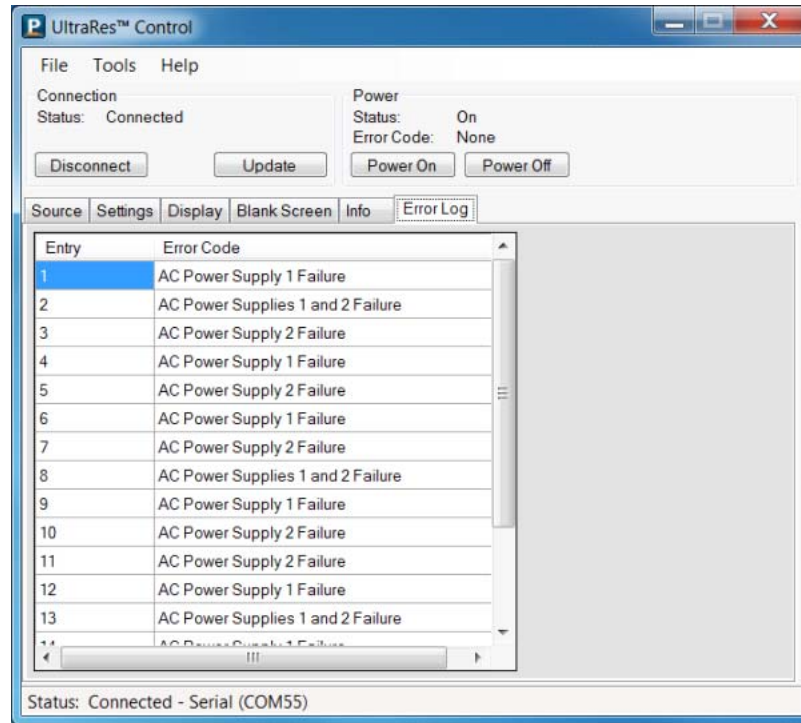 P UltraRes™ Control
File Tools Help
Connection
Status: Connected
Disconnect Update
Power
Status: On
Error Code: None
Power On Power Off
Source Settings Display Blank Screen Info Error Log
Entry Error Code
1 AC Power Supply 1 Failure
2 AC Power Supplies 1 and 2 Failure
3 AC Power Supply 2 Failure
4 AC Power Supply 1 Failure
5 AC Power Supply 2 Failure
6 AC Power Supply 1 Failure
7 AC Power Supply 2 Failure
8 AC Power Supplies 1 and 2 Failure
9 AC Power Supply 1 Failure
10 AC Power Supply 2 Failure
11 AC Power Supply 2 Failure
12 AC Power Supply 1 Failure
13 AC Power Supplies 1 and 2 Failure
14 AC Power Supply 1 Failure
Status: Connected - Serial (COM55)